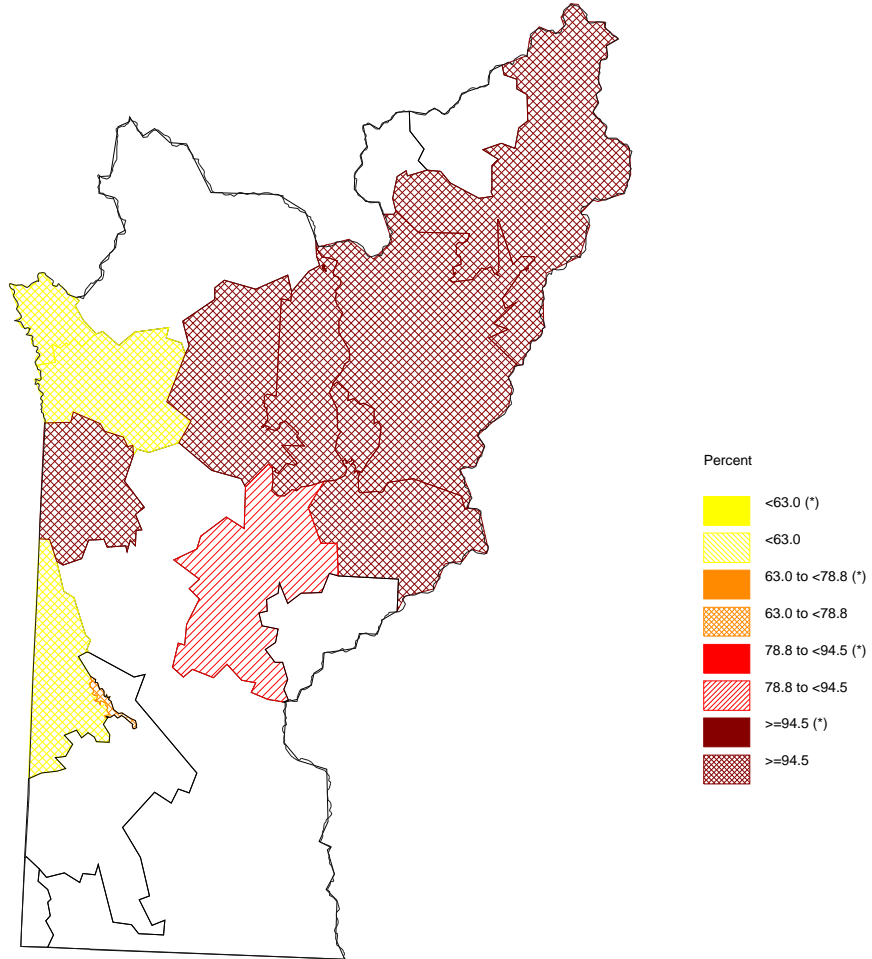 Percent
<63.0 (*)
<63.0
63.0 to <78.8 (*)
63.0 to <78.8
78.8 to <94.5 (*)
78.8 to <94.5
>=94.5 (*)
>=94.5